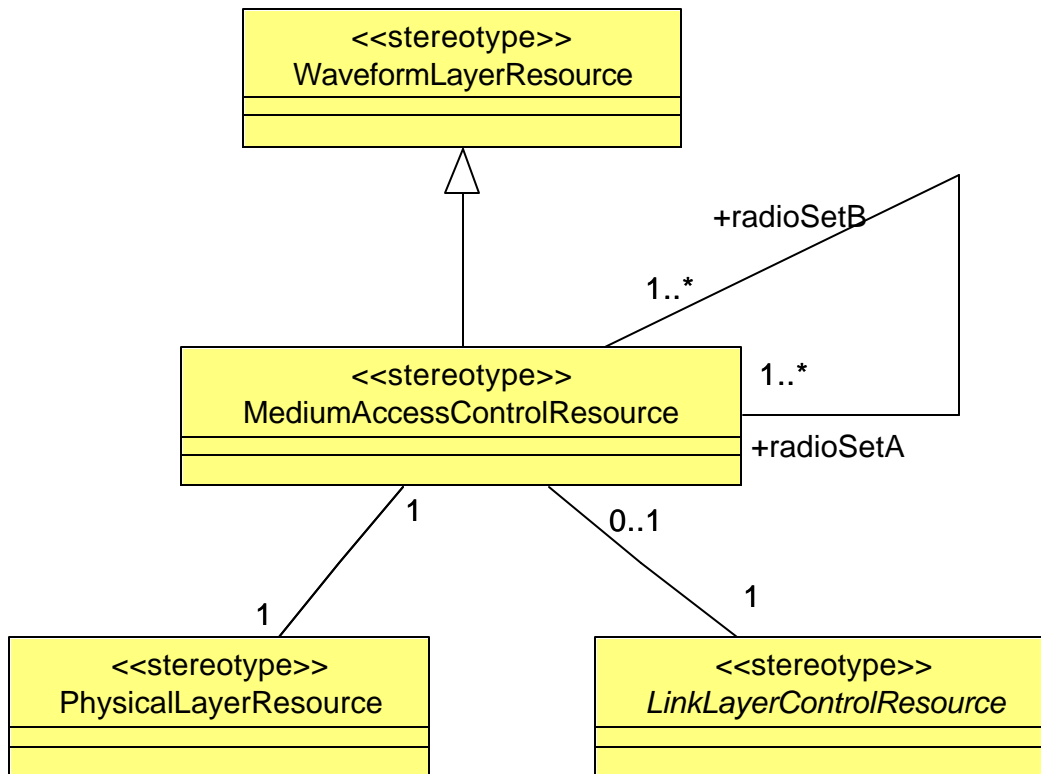 <<stereotype>>
WaveformLayerResource
+radioSetB
1..*
<<stereotype>>
MediumAccessControlResource
1..*
+radioSetA
1
0..1
1
1
<<stereotype>>
PhysicalLayerResource
<<stereotype>>
LinkLayerControlResource